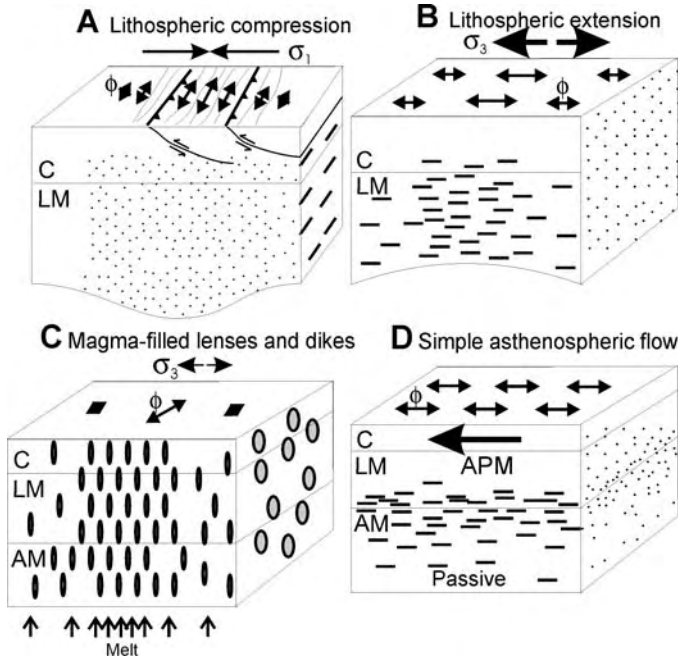 A Lithospheric compression
σ1
ϕ
C
LM
B Lithospheric extension
σ3
ϕ
C
LM
C Magma-filled lenses and dikes
σ3
ϕ
C
LM
AM
Melt
D Simple asthenospheric flow
ϕ
C
LM
APM
AM
Passive